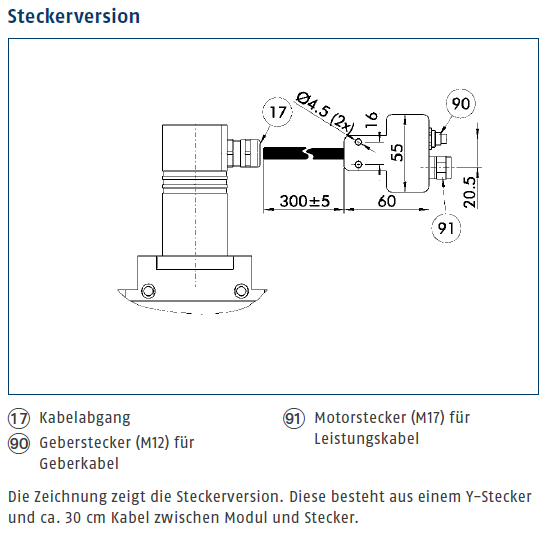 Steckerversion
17
Ø4.5 (2x)
16
90
55
300±5
60
20.5
91
17 Kabelabgang
90 Geberstecker (M12) für
Geberkabel
91 Motorstecker (M17) für
Leistungskabel
Die Zeichnung zeigt die Steckerversion. Diese besteht aus einem Y-Stecker
und ca. 30 cm Kabel zwischen Modul und Stecker.